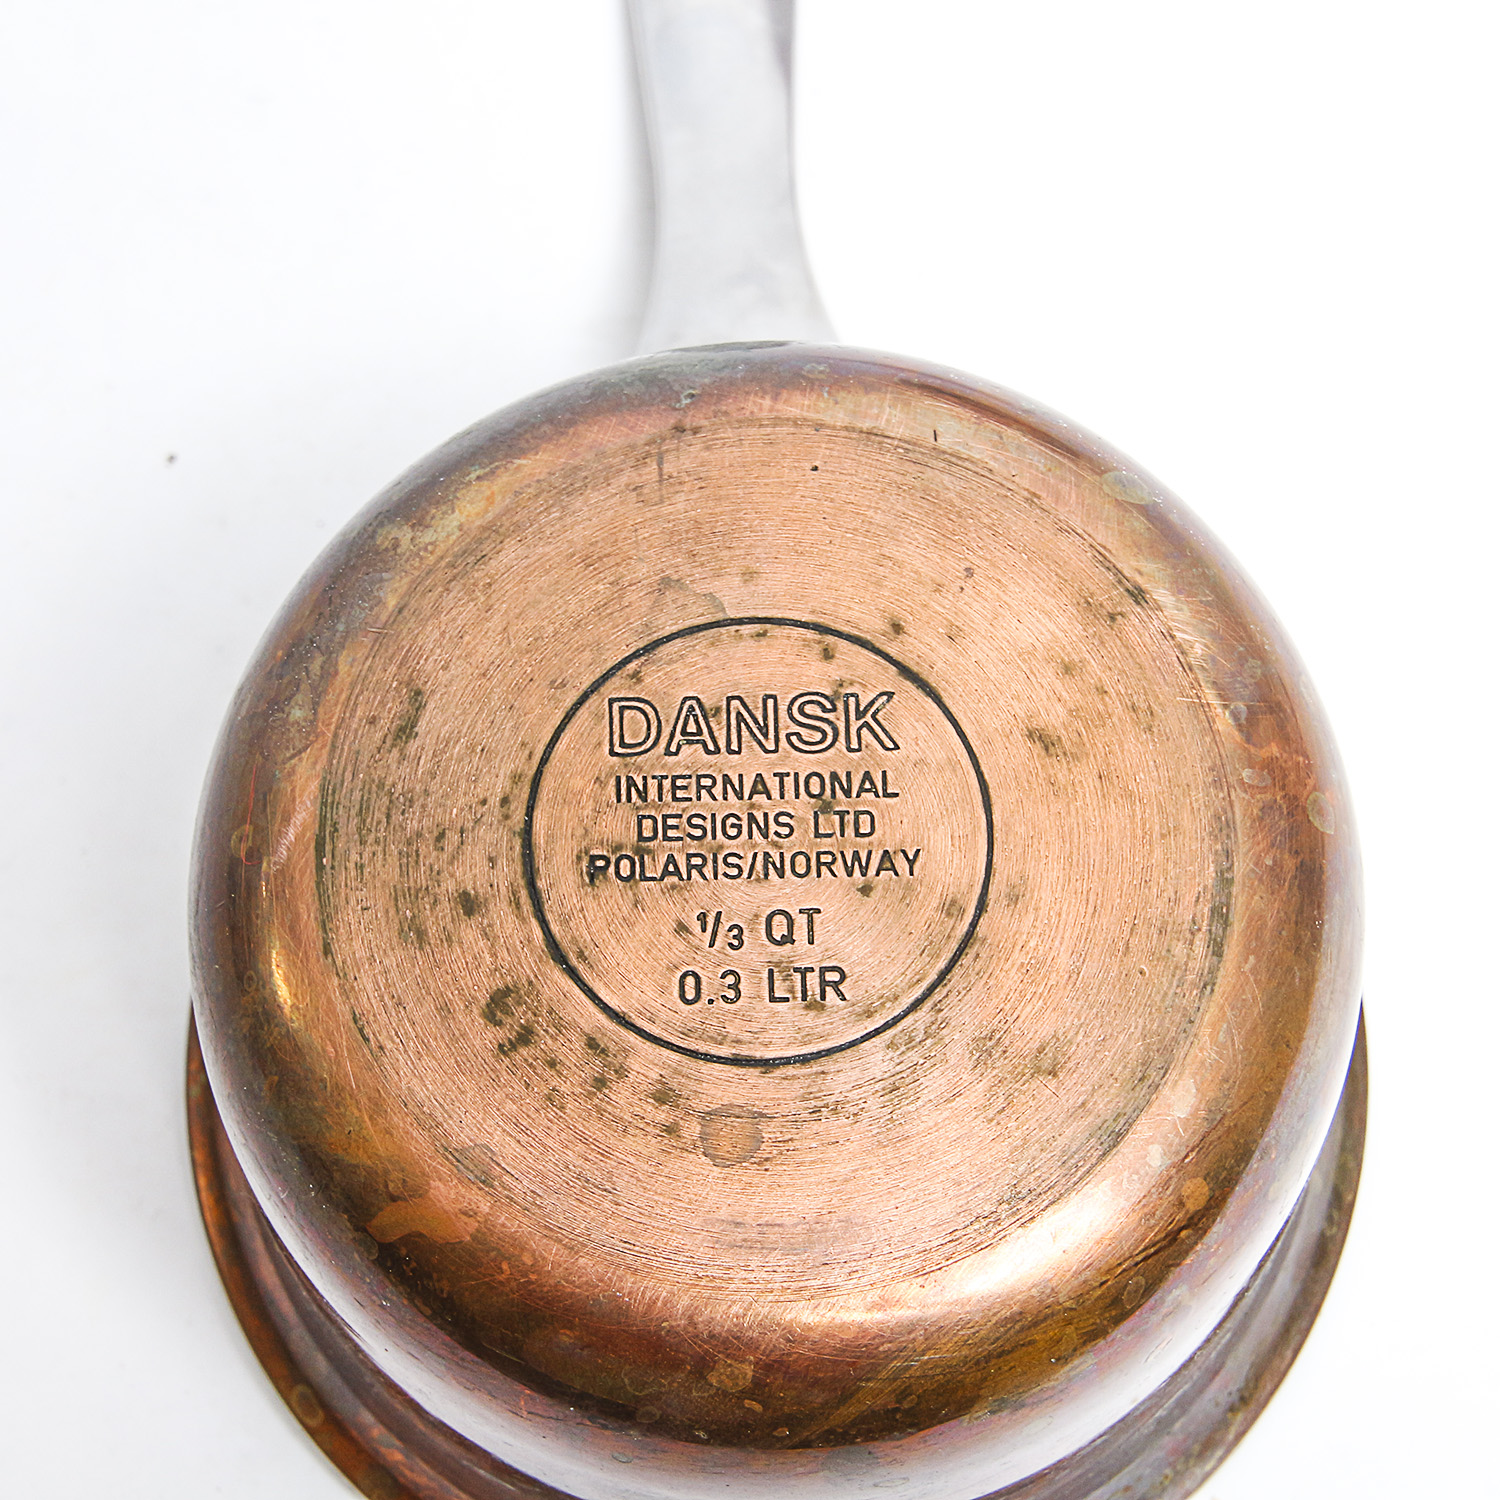 DANSK
INTERNATIONAL
DESIGNS LTD
POLARIS/NORWAY
1/3 QT
0.3 LTR